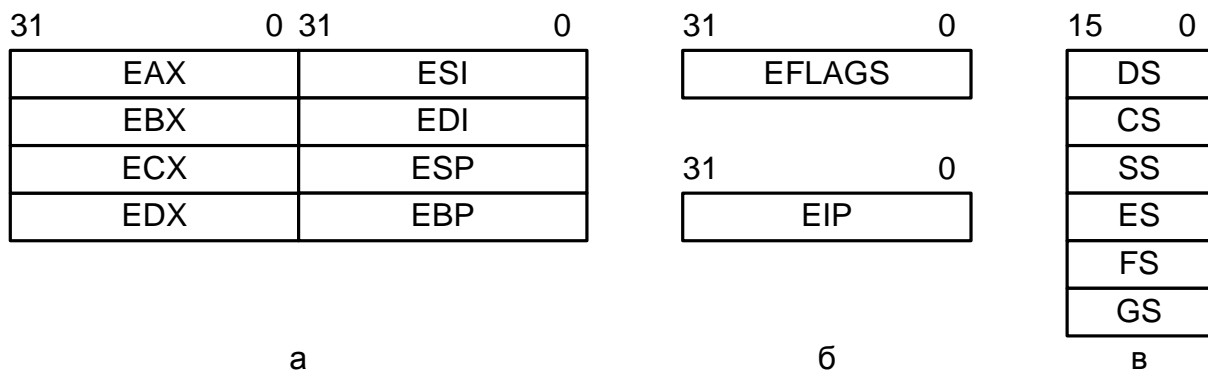 31 0 31 0 31 0 15 0
EAX ESI EFLAGS DS
EBX EDI CS
ECX ESP 31 0 SS
EDX EBP EIP ES
FS
GS
а б в